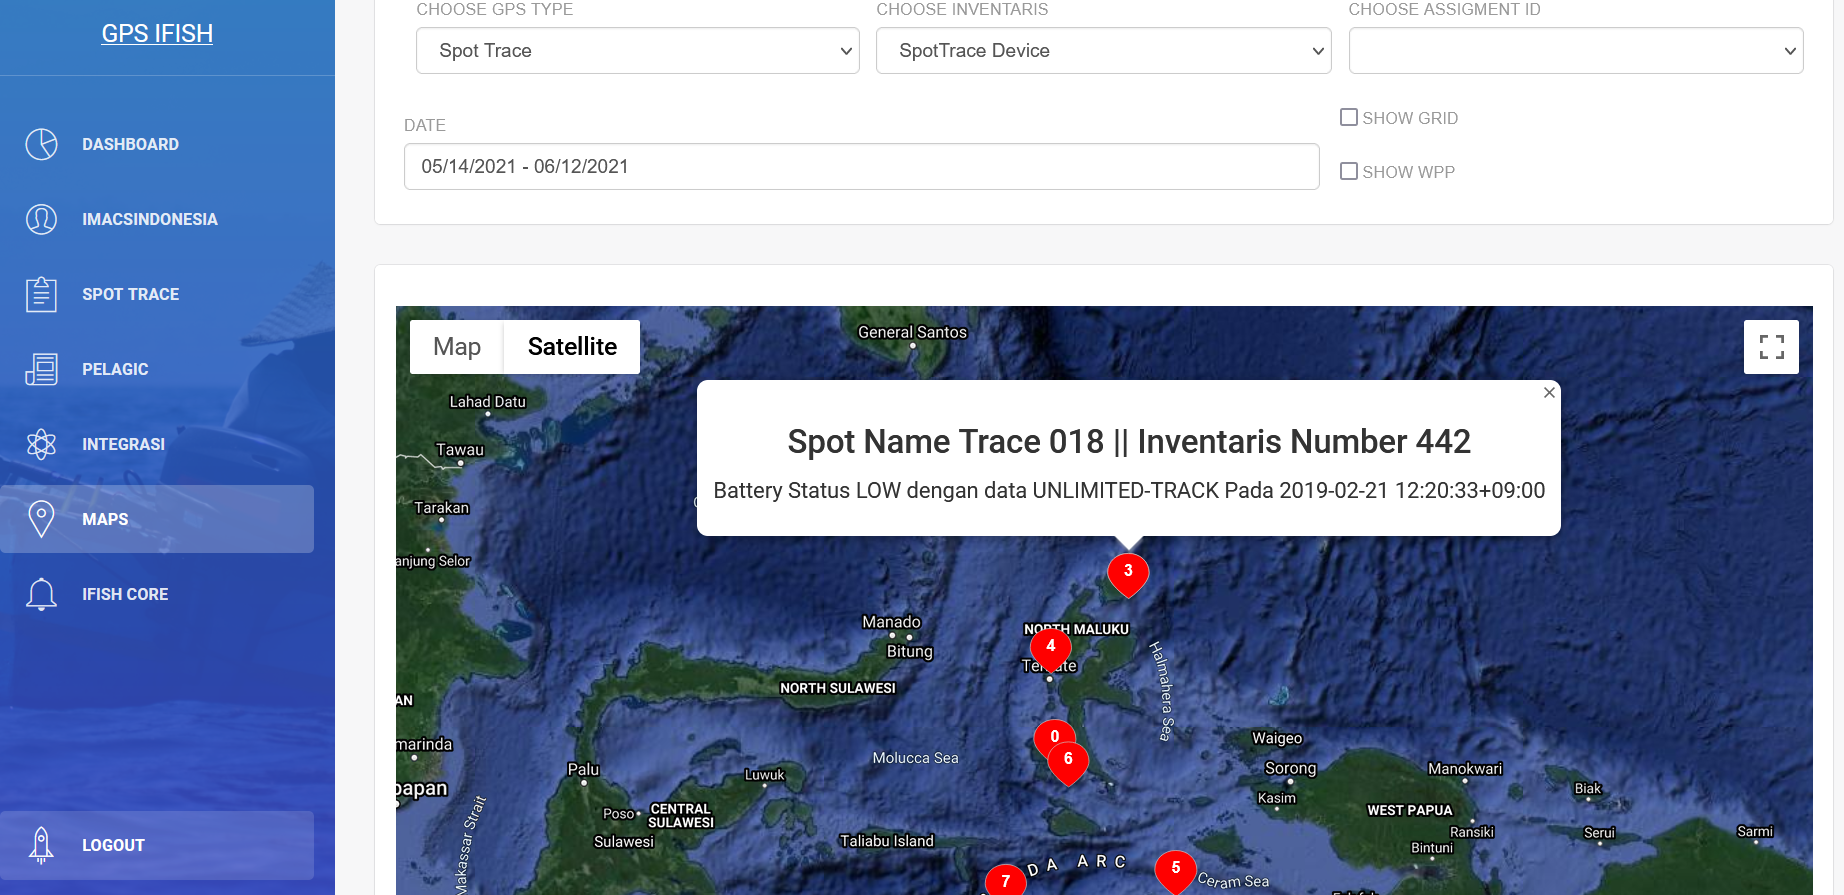 GPS IFISH
DASHBOARD
IMACSINDONESIA
SPOT TRACE
PELAGIC
INTEGRASI
MAPS
IFISH CORE
LOGOUT
CHOOSE GPS TYPE
Spot Trace
CHOOSE INVENTARIS
SpotTrace Device
CHOOSE ASSIGMENT ID
DATE
05/14/2021 - 06/12/2021
SHOW GRID
SHOW WPP
Map
Satellite
General Santos
Lahad Datu
Tawau
Tarakan
anjung Selor
Spot Name Trace 018 || Inventaris Number 442
Battery Status LOW dengan data UNLIMITED-TRACK Pada 2019-02-21 12:20:33+09:00
3
Manado
Bitung
NORTH MALUKU
4
Halmahera Sea
NORTH SULAWESI
AN
marinda
papan
0
6
Molucca Sea
Waigeo
Sorong
Kasim
Manokwari
Biak
WEST PAPUA
Ransiki
Bintuni
Serui
Sarmi
Palu
Luwuk
Poso
CENTRAL
SULAWESI
Sulawesi
Taliabu Island
Makassar Strait
DA ARC
7
5
Ceram Sea